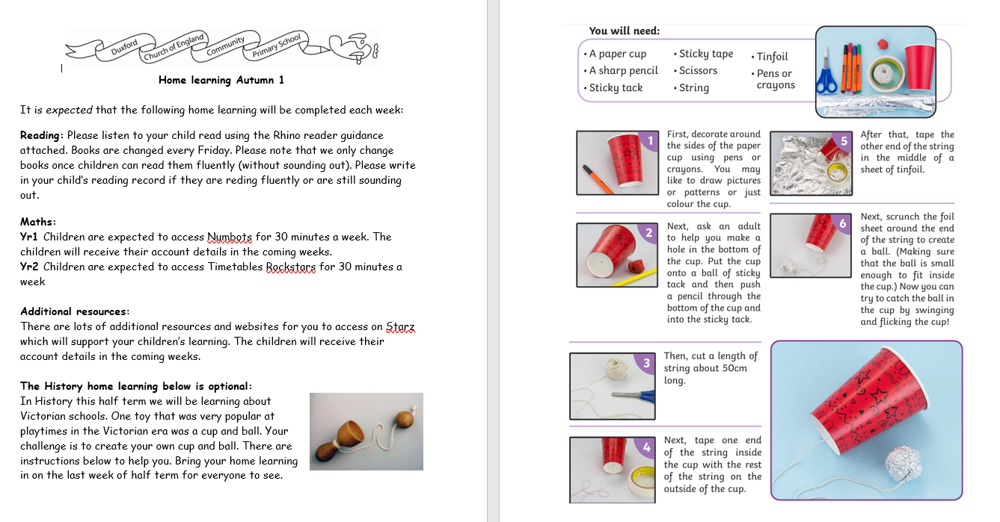 Duxford
Church of England
Community
Primary School
Home learning Autumn 1
It is expected that the following home learning will be completed each week:
Reading: Please listen to your child read using the Rhino reader guidance
attached. Books are changed every Friday. Please note that we only change
books once children can read them fluently (without sounding out). Please write
in your child's reading record if they are reding fluently or are still sounding
out.
Maths:
Yr1 Children are expected to access Numbots for 30 minutes a week. The
children will receive their account details in the coming weeks.
Yr2 Children are expected to access Timetables Rockstars for 30 minutes a
week
Additional resources:
There are lots of additional resources and websites for you to access on Starz
which will support your children's learning. The children will receive their
account details in the coming weeks.
The History home learning below is optional:
In History this half term we will be learning about
Victorian schools. One toy that was very popular at
playtimes in the Victorian era was a cup and ball. Your
challenge is to create your own cup and ball. There are
instructions below to help you. Bring your home learning
in on the last week of half term for everyone to see.
You will need:
• A paper cup
• A sharp pencil
• Sticky tack
• Sticky tape
• Scissors
• String
• Tinfoil
• Pens or
crayons
1
First, decorate around
the sides of the paper
cup using pens or
crayons. You may
like to draw pictures
or patterns or just
colour the cup.
2
Next, ask an adult
to help you make a
hole in the bottom of
the cup. Put the cup
onto a ball of sticky
tack and then push
a pencil through the
bottom of the cup and
into the sticky tack.
3
Then, cut a length of
string about 50cm
long.
4
Next, tape one end
of the string inside
the cup with the rest
of the string on the
outside of the cup.
5
After that, tape the
other end of the string
in the middle of a
sheet of tinfoil.
6
Next, scrunch the foil
sheet around the end
of the string to create
a ball. (Making sure
that the ball is small
enough to fit inside
the cup.) Now you can
try to catch the ball in
the cup by swinging
and flicking the cup!